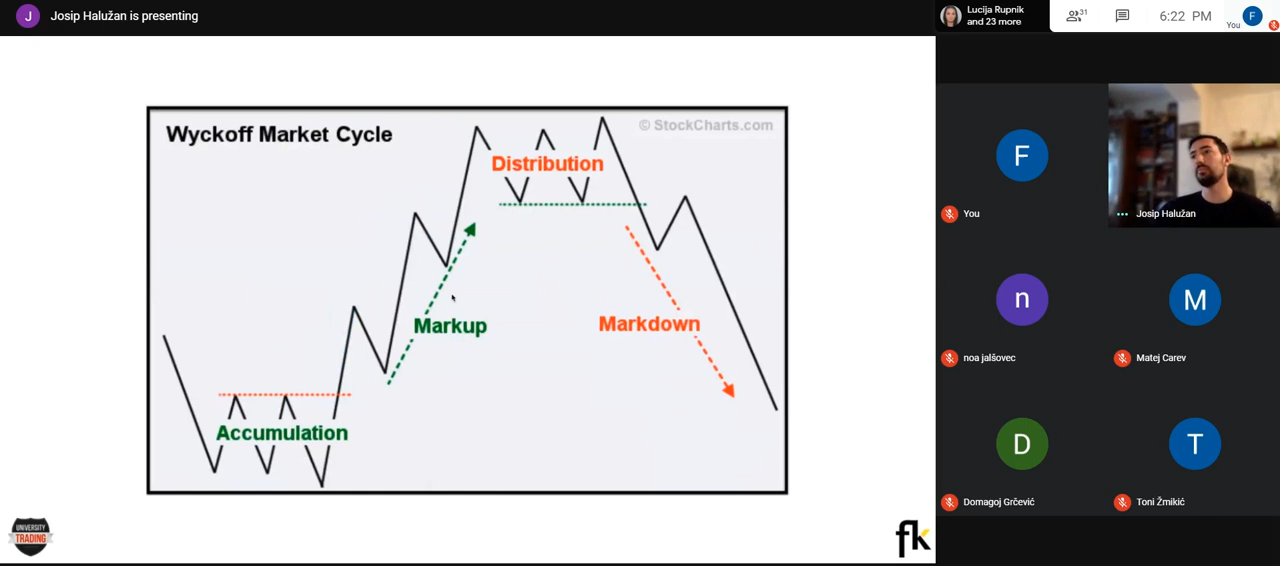 J
Josip Halužan is presenting
Lucija Rupnik
and 23 more
31
6:22 PM
You
F
Wyckoff Market Cycle
© StockCharts.com
Distribution
Markup
Markdown
Accumulation
UNIVERSITY
TRADING
fk
F
You
Josip Halužan
n
noa jalšovec
M
Matej Carev
D
Domagoj Grčević
T
Toni Žmikić